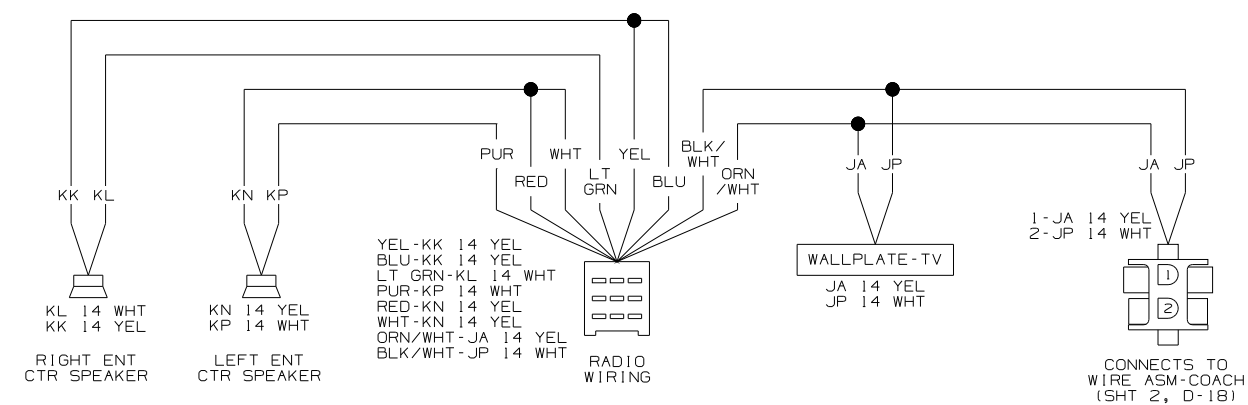 PUR
RED
WHT
LT
GRN
YEL
BLU
BLK/
WHT
ORN
/WHT
JA JP
JA JP
KK KL
KN KP
YEL-KK 14 YEL
BLU-KK 14 YEL
LT GRN-KL 14 WHT
PUR-KP 14 WHT
RED-KN 14 YEL
WHT-KN 14 YEL
ORN/WHT-JA 14 YEL
BLK/WHT-JP 14 WHT
KL 14 WHT
KK 14 YEL
RIGHT ENT
CTR SPEAKER
KN 14 YEL
KP 14 WHT
LEFT ENT
CTR SPEAKER
RADIO
WIRING
WALLPLATE-TV
JA 14 YEL
JP 14 WHT
1-JA 14 YEL
2-JP 14 WHT
1
2
CONNECTS TO
WIRE ASM-COACH
(SHT 2, D-18)